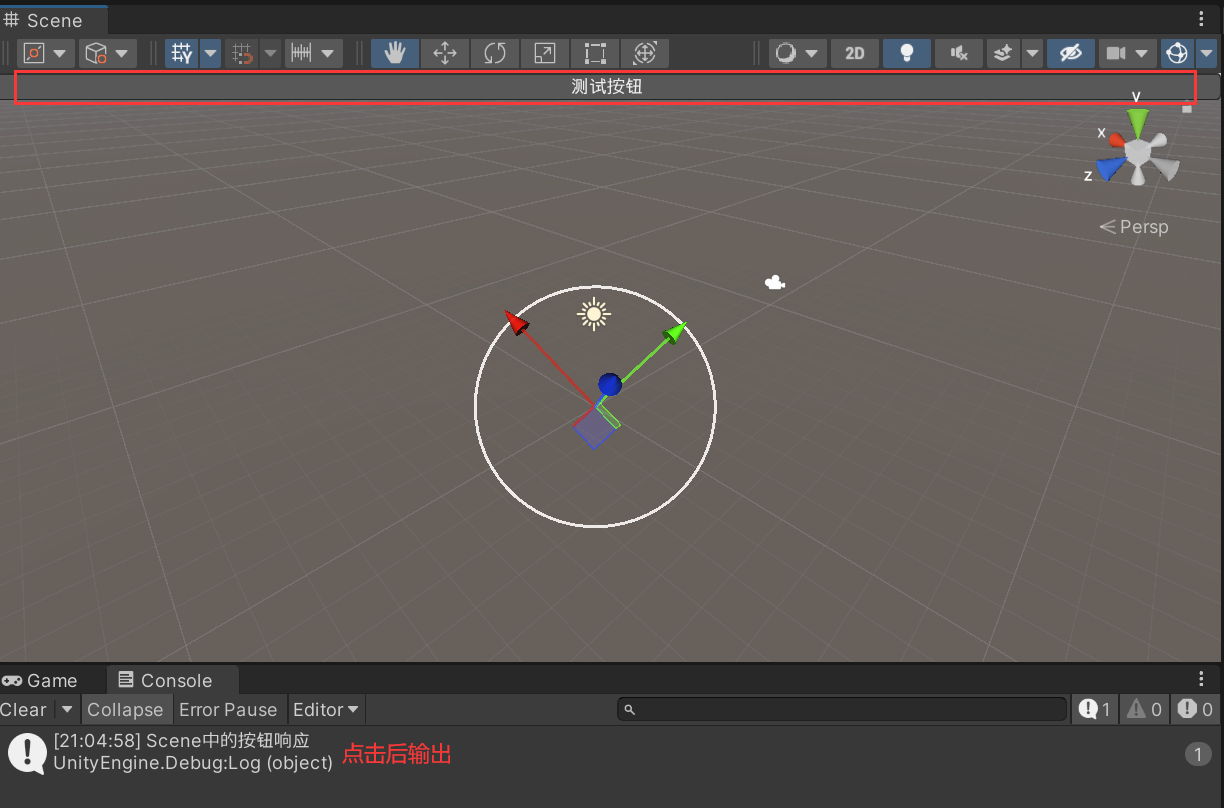 Scene
2D
测试按钮
y
x
z
Persp
Game
Console
Clear
Collapse
Error Pause
Editor
1
0
0
[21:04:58] Scene中的按钮响应
UnityEngine.Debug:Log (object)
点击后输出
1